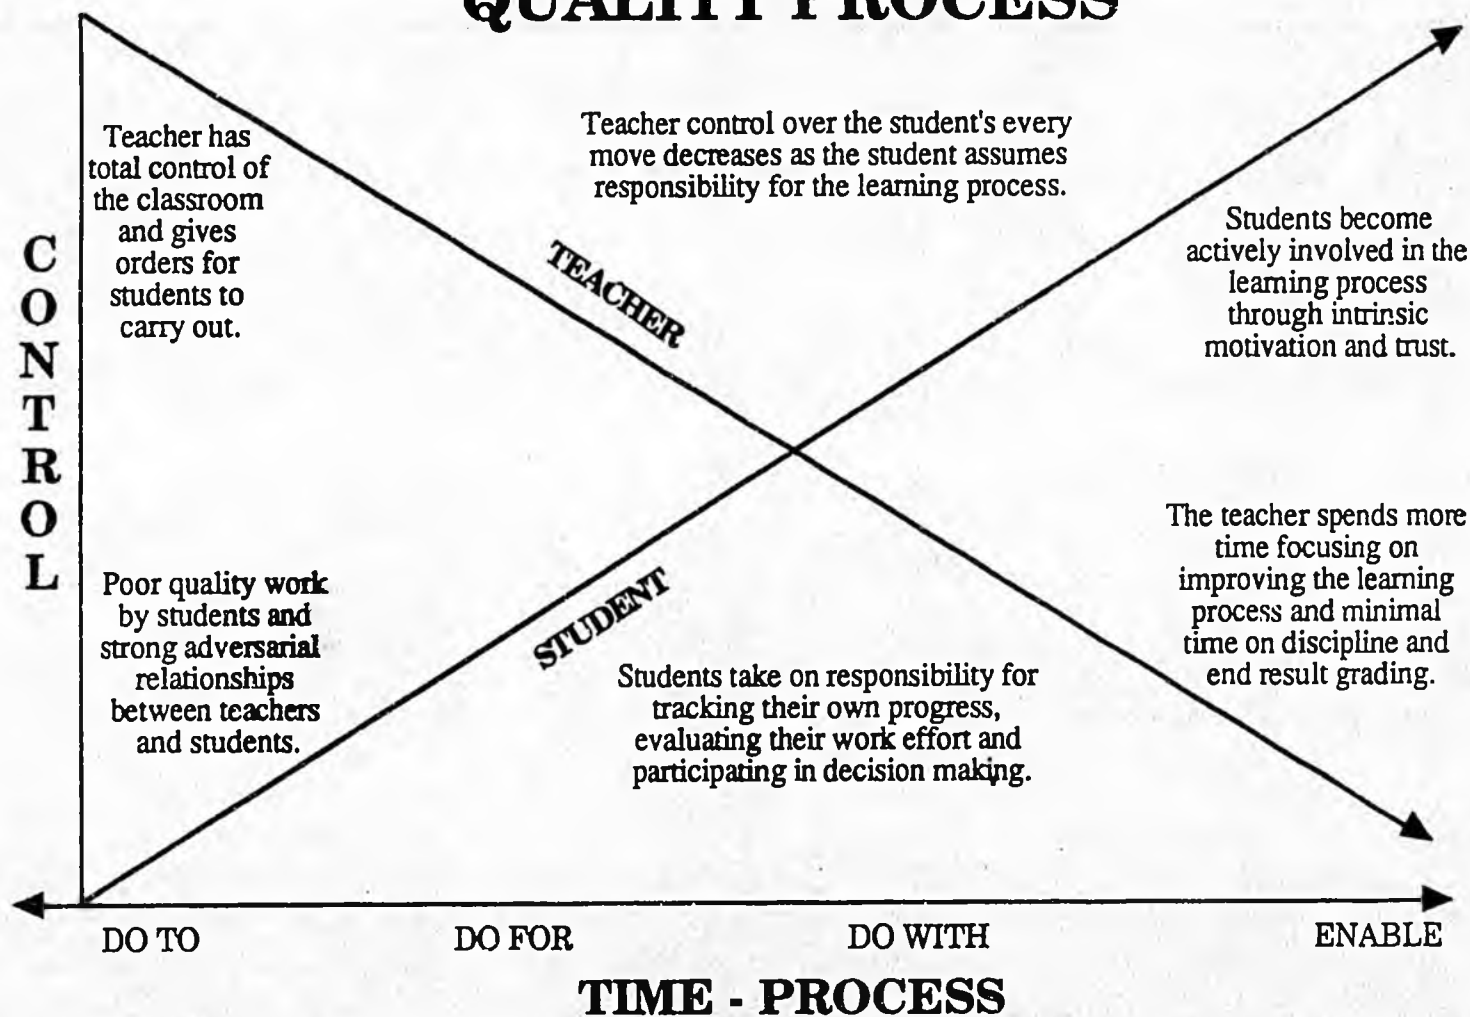 QUALITY PROCESS
Teacher has
total control of
the classroom
and gives
orders for
students to
carry out.
Teacher control over the student's every
move decreases as the student assumes
responsibility for the learning process.
Students become
actively involved in the
learning process
through intrinsic
motivation and trust.
TEACHER
CONTROL
Poor quality work
by students and
strong adversarial
relationships
between teachers
and students.
STUDENT
Students take on responsibility for
tracking their own progress,
evaluating their work effort and
participating in decision making.
The teacher spends more
time focusing on
improving the learning
process and minimal
time on discipline and
end result grading.
DO TO
DO FOR
DO WITH
ENABLE
TIME - PROCESS